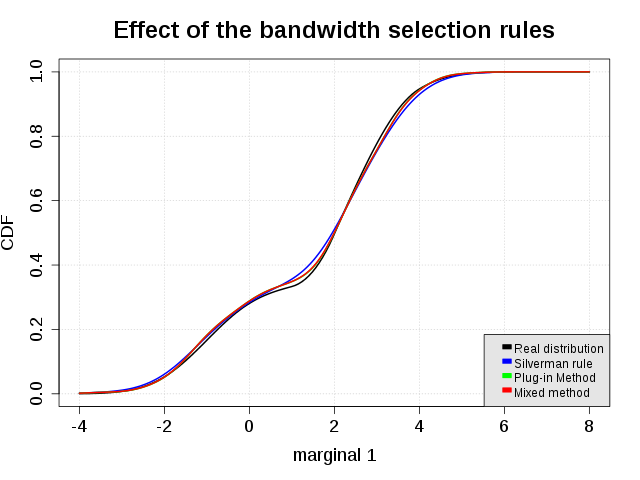 Effect of the bandwidth selection rules
CDF
1.0
0.8
0.6
0.4
0.2
0.0
-4 -2 0 2 4 6 8
marginal 1
Real distribution
Silverman rule
Plug-in Method
Mixed method